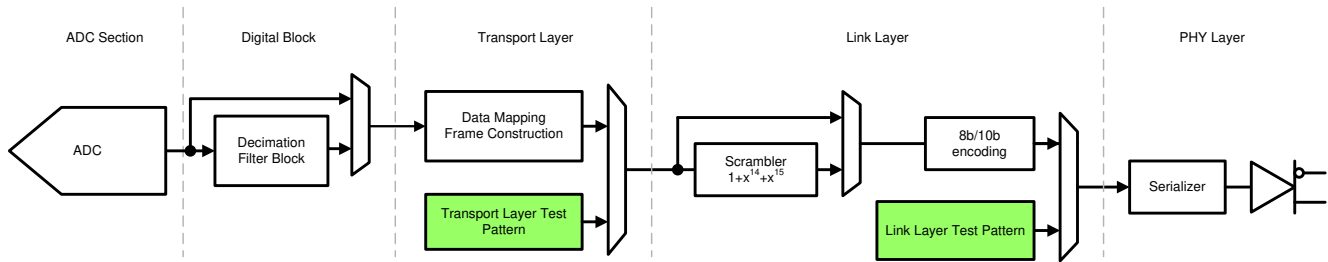 ADC Section
Digital Block
Transport Layer
Link Layer
PHY Layer
ADC
Decimation
Filter Block
Data Mapping
Frame Construction
Transport Layer Test
Pattern
Scrambler
1+x¹⁴+x¹⁵
8b/10b
encoding
Link Layer Test Pattern
Serializer